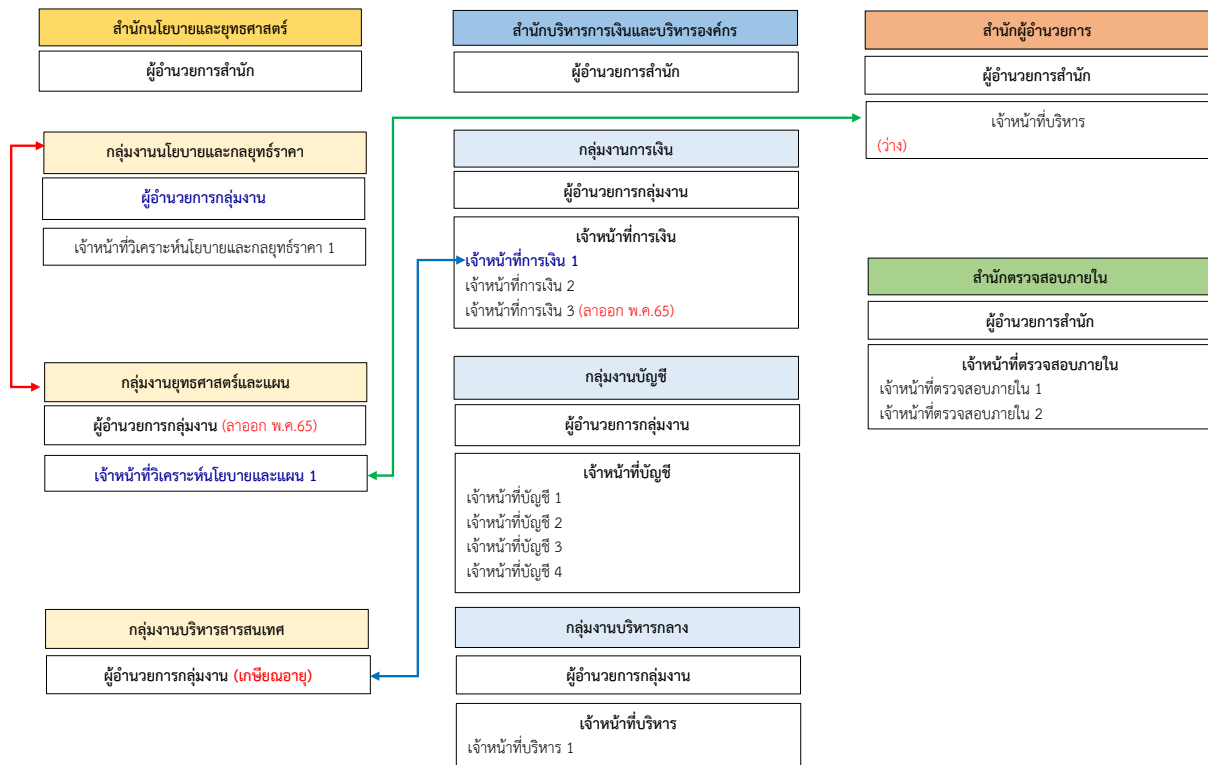 สำนักนโยบายและยุทธศาสตร์
ผู้อำนวยการสำนัก
กลุ่มงานนโยบายและกลยุทธ์ราคา
ผู้อำนวยการกลุ่มงาน
เจ้าหน้าที่วิเคราะห์นโยบายและกลยุทธ์ราคา 1
กลุ่มงานยุทธศาสตร์และแผน
ผู้อำนวยการกลุ่มงาน (ลาออก พ.ค.65)
เจ้าหน้าที่วิเคราะห์นโยบายและแผน 1
กลุ่มงานบริหารสารสนเทศ
ผู้อำนวยการกลุ่มงาน (เกษียณอายุ)
สำนักบริหารการเงินและบริหารองค์กร
ผู้อำนวยการสำนัก
กลุ่มงานการเงิน
ผู้อำนวยการกลุ่มงาน
เจ้าหน้าที่การเงิน
เจ้าหน้าที่การเงิน 1
เจ้าหน้าที่การเงิน 2
เจ้าหน้าที่การเงิน 3 (ลาออก พ.ค.65)
กลุ่มงานบัญชี
ผู้อำนวยการกลุ่มงาน
เจ้าหน้าที่บัญชี
เจ้าหน้าที่บัญชี 1
เจ้าหน้าที่บัญชี 2
เจ้าหน้าที่บัญชี 3
เจ้าหน้าที่บัญชี 4
กลุ่มงานบริหารกลาง
ผู้อำนวยการกลุ่มงาน
เจ้าหน้าที่บริหาร
เจ้าหน้าที่บริหาร 1
สำนักผู้อำนวยการ
ผู้อำนวยการสำนัก
เจ้าหน้าที่บริหาร
(ว่าง)
สำนักตรวจสอบภายใน
ผู้อำนวยการสำนัก
เจ้าหน้าที่ตรวจสอบภายใน
เจ้าหน้าที่ตรวจสอบภายใน 1
เจ้าหน้าที่ตรวจสอบภายใน 2